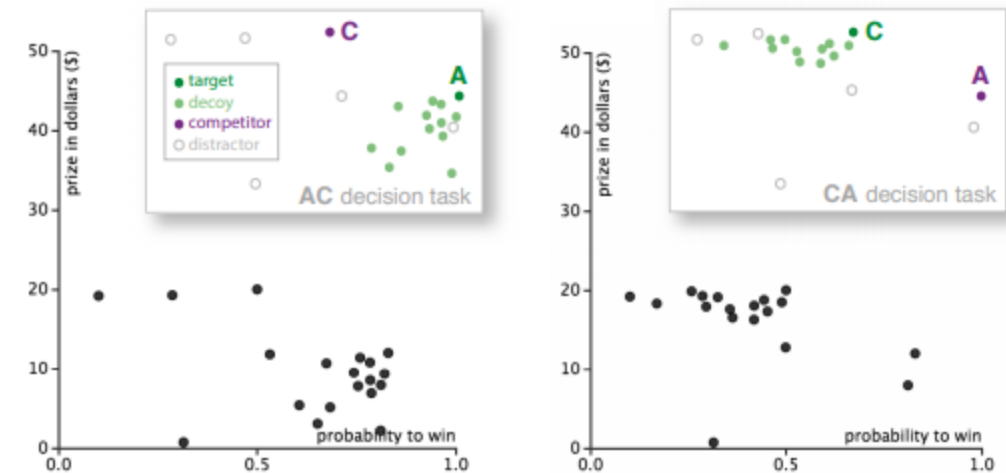 50
40
30
20
10
0
prize in dollars ($)
0.0
0.5
1.0
probability to win
C
A
target
decoy
competitor
distractor
AC decision task
50
40
30
20
10
0
prize in dollars ($)
0.0
0.5
1.0
probability to win
C
A
CA decision task